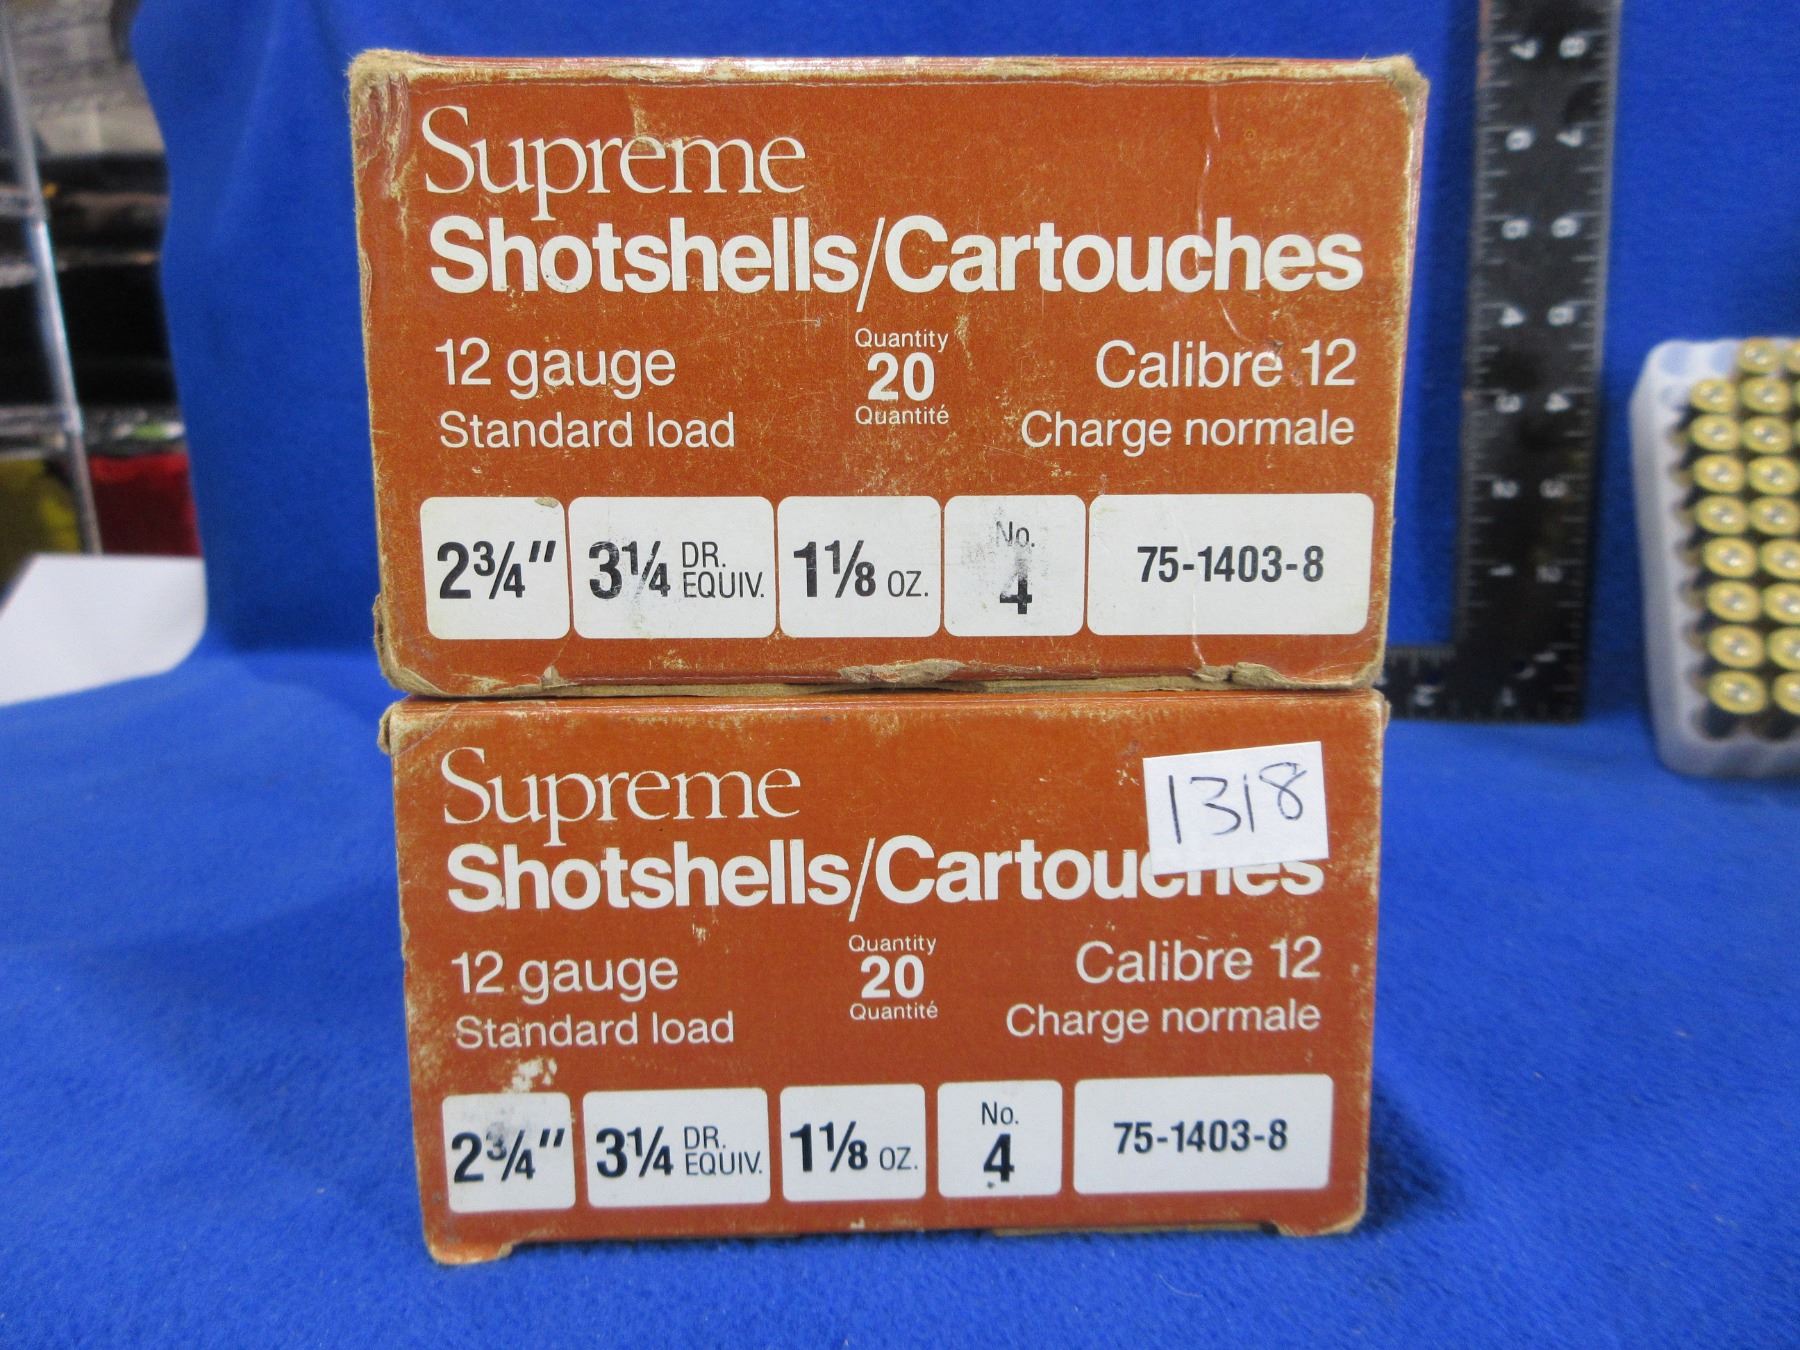 Supreme
Shotshells/Cartouches
12 gauge
Standard load
Quantity
20
Quantité
Calibre 12
Charge normale
2¾" 3¼ DR. EQUIV. 1⅛ OZ. No. 4 75-1403-8
Supreme
Shotshells/Cartouches
1318
12 gauge
Standard load
Quantity
20
Quantité
Calibre 12
Charge normale
2¾" 3¼ DR. EQUIV. 1⅛ OZ. No. 4 75-1403-8